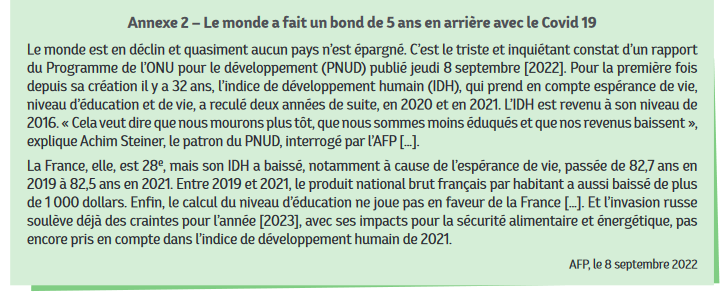 Annexe 2 – Le monde a fait un bond de 5 ans en arrière avec le Covid 19
Le monde est en déclin et quasiment aucun pays n'est épargné. C'est le triste et inquiétant constat d'un rapport
du Programme de l'ONU pour le développement (PNUD) publié jeudi 8 septembre [2022]. Pour la première fois
depuis sa création il y a 32 ans, l'indice de développement humain (IDH), qui prend en compte espérance de vie,
niveau d'éducation et de vie, a reculé deux années de suite, en 2020 et en 2021. L'IDH est revenu à son niveau de
2016. « Cela veut dire que nous mourons plus tôt, que nous sommes moins éduqués et que nos revenus baissent »,
explique Achim Steiner, le patron du PNUD, interrogé par l'AFP [...].
La France, elle, est 28e, mais son IDH a baissé, notamment à cause de l'espérance de vie, passée de 82,7 ans en
2019 à 82,5 ans en 2021. Entre 2019 et 2021, le produit national brut français par habitant a aussi baissé de plus
de 1 000 dollars. Enfin, le calcul du niveau d'éducation ne joue pas en faveur de la France [...]. Et l'invasion russe
soulève déjà des craintes pour l'année [2023], avec ses impacts pour la sécurité alimentaire et énergétique, pas
encore pris en compte dans l'indice de développement humain de 2021.
AFP, le 8 septembre 2022